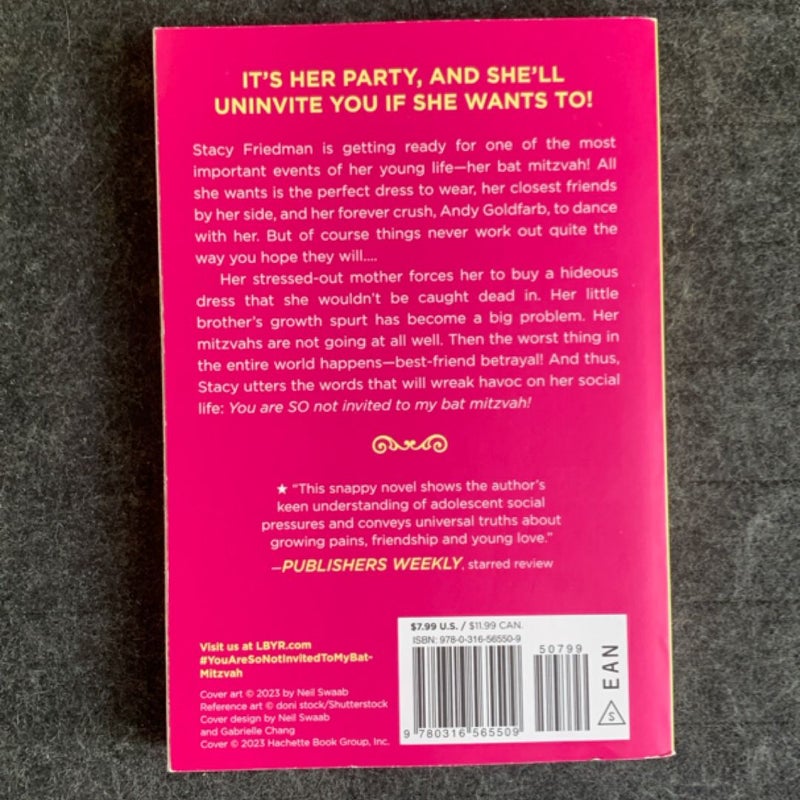 IT'S HER PARTY, AND SHE'LL
UNINVITE YOU IF SHE WANTS TO!
Stacy Friedman is getting ready for one of the most
important events of her young life—her bat mitzvah! All
she wants is the perfect dress to wear, her closest friends
by her side, and her forever crush, Andy Goldfarb, to dance
with her. But of course things never work out quite the
way you hope they will....
Her stressed-out mother forces her to buy a hideous
dress that she wouldn't be caught dead in. Her little
brother's growth spurt has become a big problem. Her
mitzvahs are not going at all well. Then the worst thing in
the entire world happens—best-friend betrayal! And thus,
Stacy utters the words that will wreak havoc on her social
life: You are SO not invited to my bat mitzvah!
★ "This snappy novel shows the author's
keen understanding of adolescent social
pressures and conveys universal truths about
growing pains, friendship and young love."
—PUBLISHERS WEEKLY, starred review
Visit us at LBYR.com
#YouAreSoNotInvitedToMyBat-
Mitzvah
Cover art © 2023 by Neil Swaab
Reference art © doni stock/Shutterstock
Cover design by Neil Swaab
and Gabrielle Chang
Cover © 2023 Hachette Book Group, Inc.
$7.99 U.S. / $11.99 CAN.
ISBN: 978-0-316-56550-9
50799
9 780316 565509
S EAN